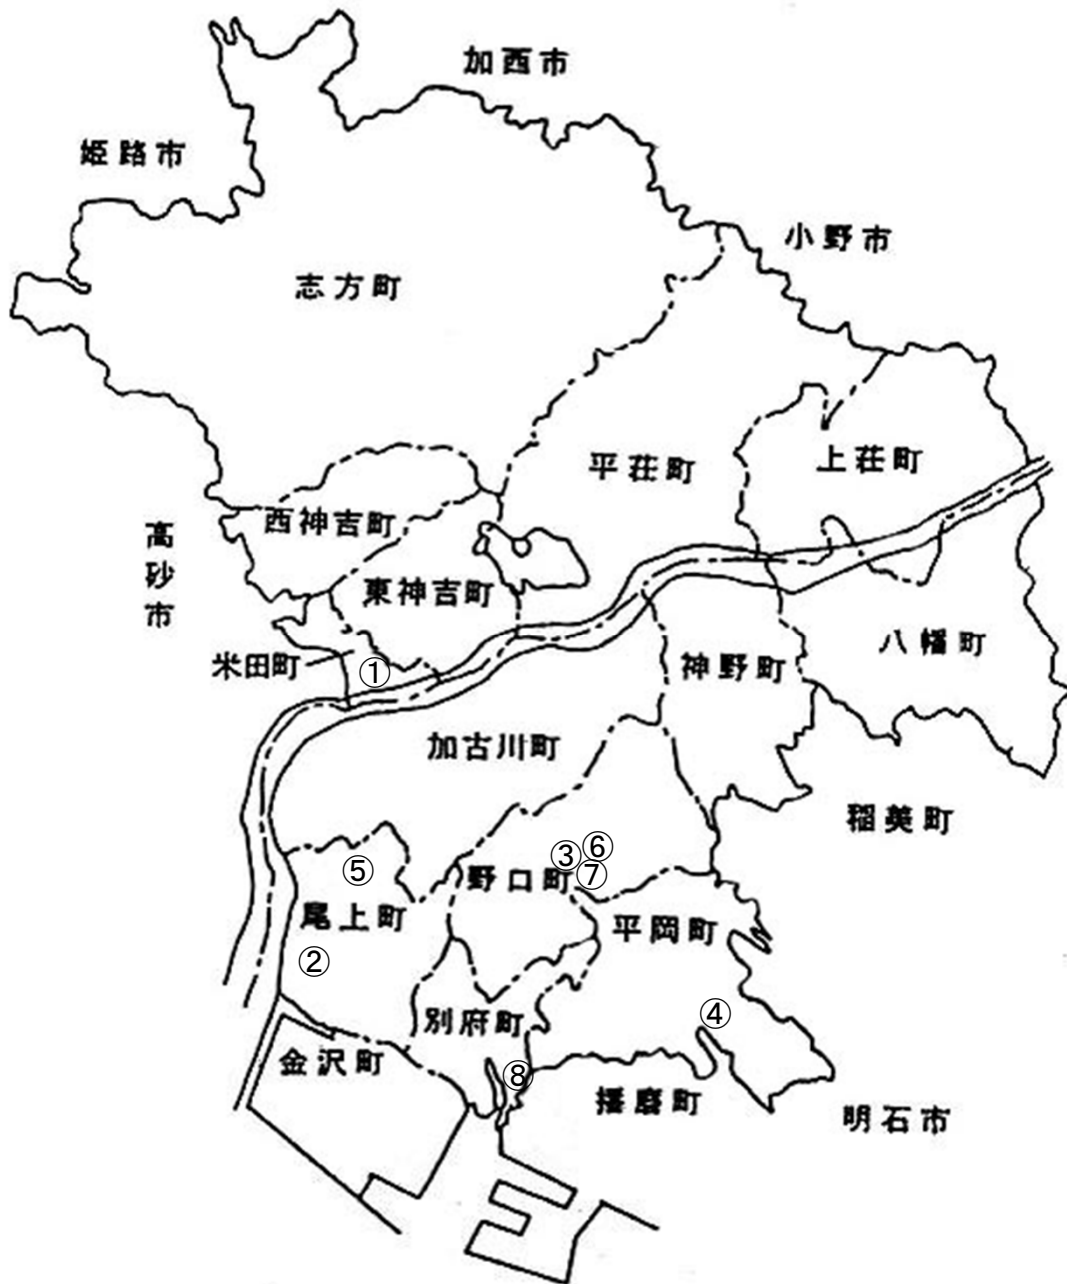 加西市
姫路市
小野市
志方町
平荘町
上荘町
西神吉町
高砂市
東神吉町
米田町
①
神野町
八幡町
加古川町
稲美町
③
⑥
⑤
野口町
⑦
尾上町
平岡町
②
④
別府町
金沢町
⑧
播磨町
明石市